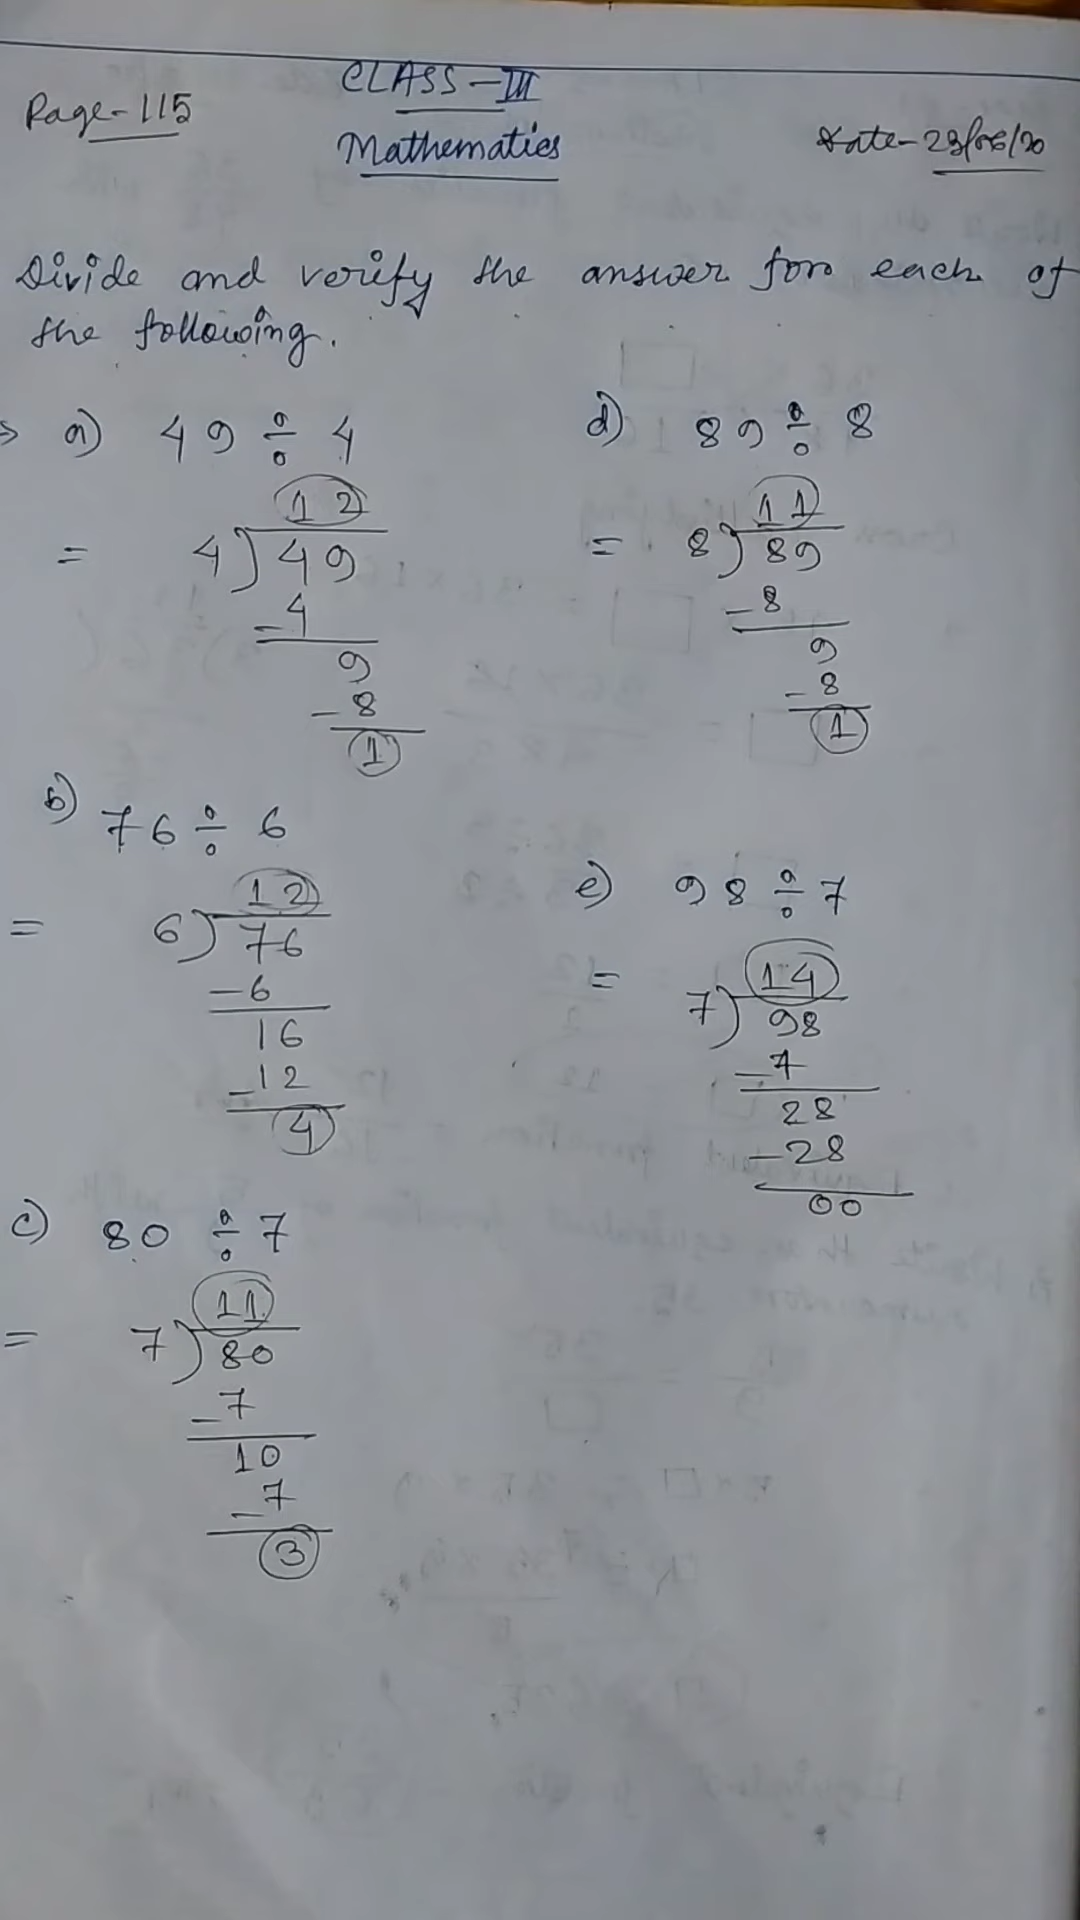 CLASS-III
Page-115
Mathematics
Date-29/06/20
Divide and verify the answer for each of
the following.
a) 49 ÷ 4
12
= 4) 49
-4
9
-8
1
b) 76 ÷ 6
12
= 6) 76
-6
16
-12
4
c) 80 ÷ 7
11
= 7) 80
-7
10
-7
3
d) 89 ÷ 8
11
= 8) 89
-8
9
-8
1
e) 98 ÷ 7
14
= 7) 98
-7
28
-28
00